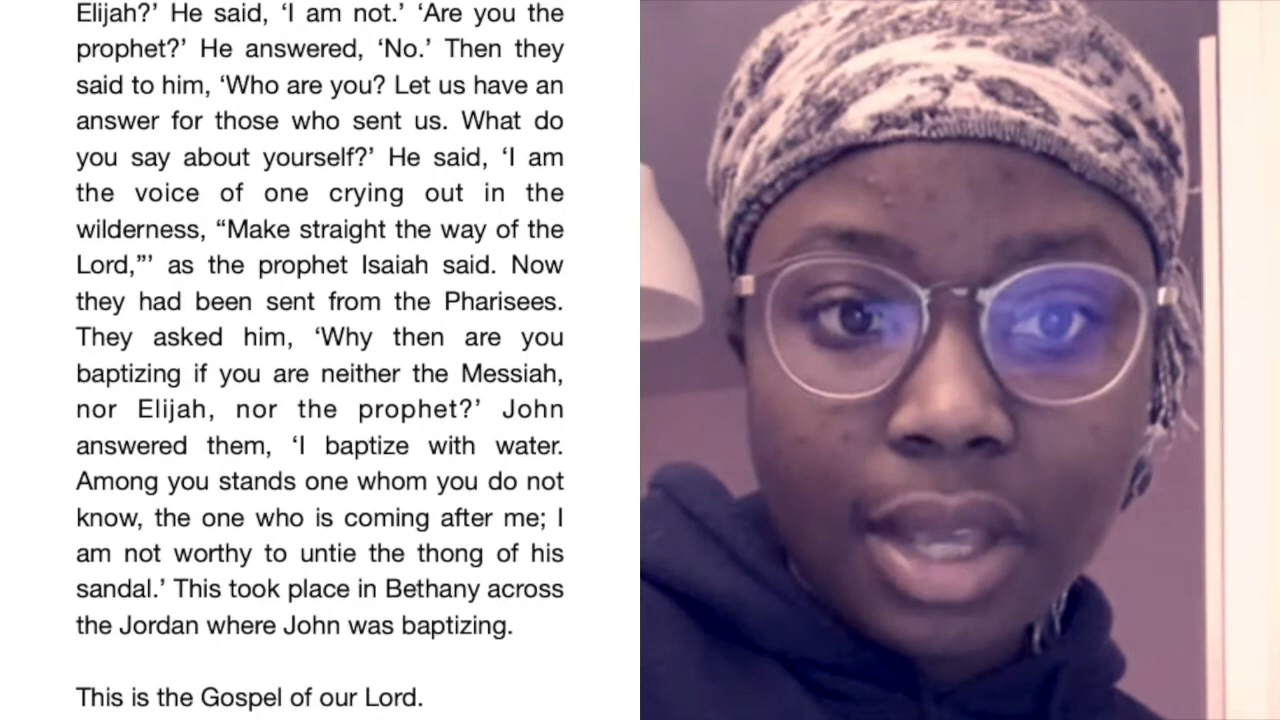 Elijah?’ He said, ‘I am not.’ ‘Are you the
prophet?’ He answered, ‘No.’ Then they
said to him, ‘Who are you? Let us have an
answer for those who sent us. What do
you say about yourself?’ He said, ‘I am
the voice of one crying out in the
wilderness, “Make straight the way of the
Lord,”’ as the prophet Isaiah said. Now
they had been sent from the Pharisees.
They asked him, ‘Why then are you
baptizing if you are neither the Messiah,
nor Elijah, nor the prophet?’ John
answered them, ‘I baptize with water.
Among you stands one whom you do not
know, the one who is coming after me; I
am not worthy to untie the thong of his
sandal.’ This took place in Bethany across
the Jordan where John was baptizing.
This is the Gospel of our Lord.